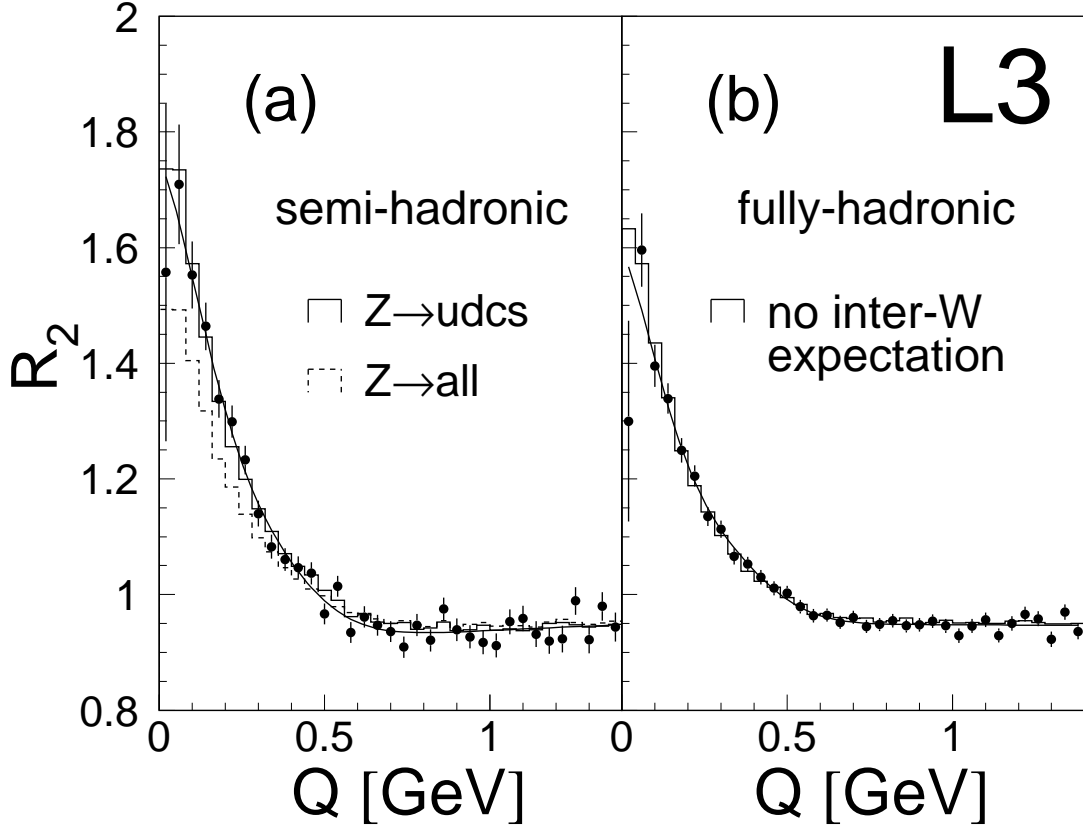 2
1.8
1.6
1.4
1.2
1
0.8
R2
(a)
semi-hadronic
Z→udcs
Z→all
0
0.5
1
Q [GeV]
(b)
L3
fully-hadronic
no inter-W
expectation
0
0.5
1
Q [GeV]